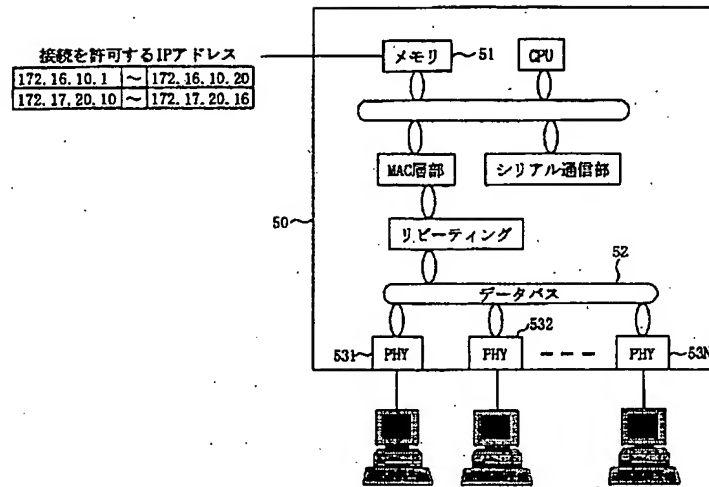 接続を許可するIPアドレス
172.16.10.1 〜 172.16.10.20
172.17.20.10 〜 172.17.20.16
メモリ 51 CPU
MAC層部 シリアル通信部
50
リピーティング
52
データバス
531 PHY 532 PHY PHY 53N